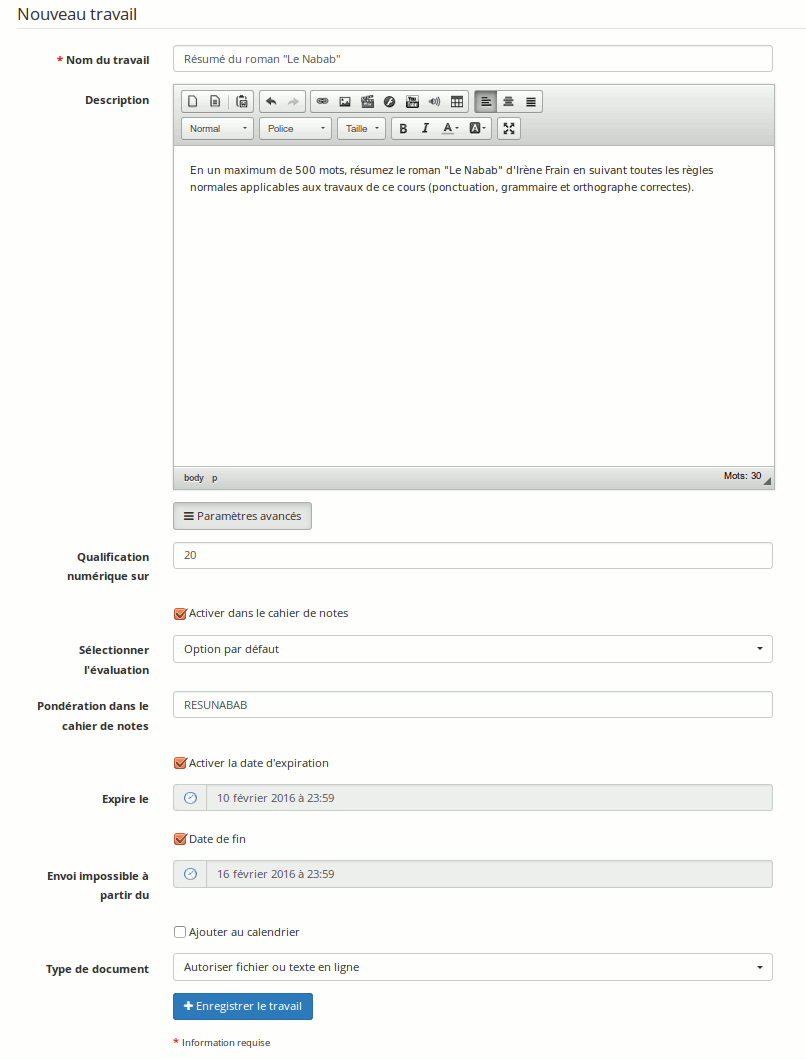 Nouveau travail
* Nom du travail
Résumé du roman "Le Nabab"
Description
Normal Police Taille B I A A
En un maximum de 500 mots, résumez le roman "Le Nabab" d'Irène Frain en suivant toutes les règles
normales applicables aux travaux de ce cours (ponctuation, grammaire et orthographe correctes).
body p Mots: 30
Paramètres avancés
Qualification
numérique sur
20
Activer dans le cahier de notes
Sélectionner
l'évaluation
Option par défaut
Pondération dans le
cahier de notes
RESUNABAB
Activer la date d'expiration
Expire le
10 février 2016 à 23:59
Date de fin
Envoi impossible à
partir du
16 février 2016 à 23:59
Ajouter au calendrier
Type de document
Autoriser fichier ou texte en ligne
Enregistrer le travail
* Information requise